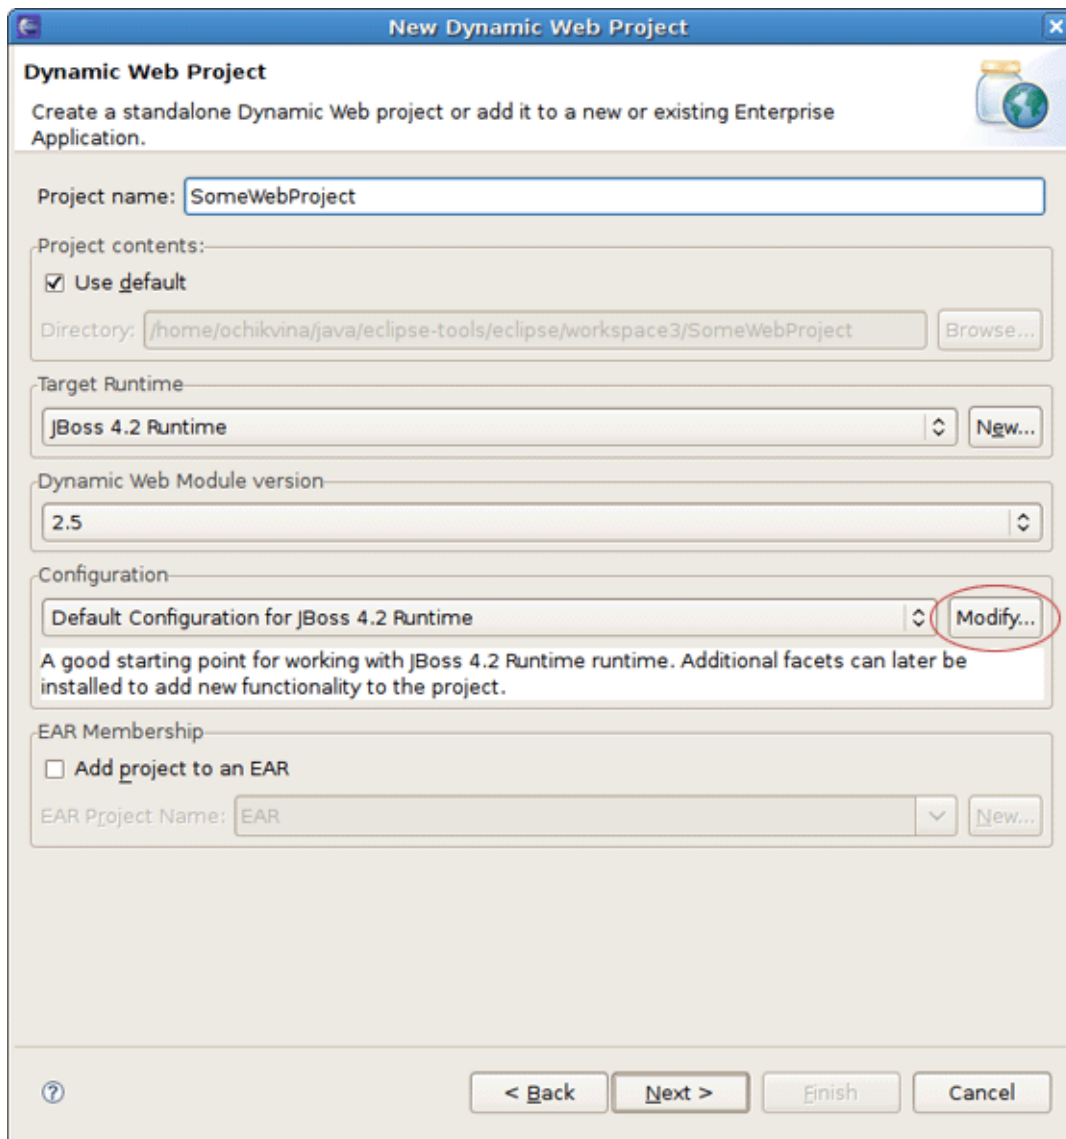 New Dynamic Web Project
Dynamic Web Project
Create a standalone Dynamic Web project or add it to a new or existing Enterprise
Application.
Project name: SomeWebProject
Project contents:
Use default
Directory: /home/ochikvina/java/eclipse-tools/eclipse/workspace3/SomeWebProject Browse...
Target Runtime
JBoss 4.2 Runtime New...
Dynamic Web Module version
2.5
Configuration
Default Configuration for JBoss 4.2 Runtime Modify...
A good starting point for working with JBoss 4.2 Runtime runtime. Additional facets can later be
installed to add new functionality to the project.
EAR Membership
Add project to an EAR
EAR Project Name: EAR New...
? < Back Next > Finish Cancel